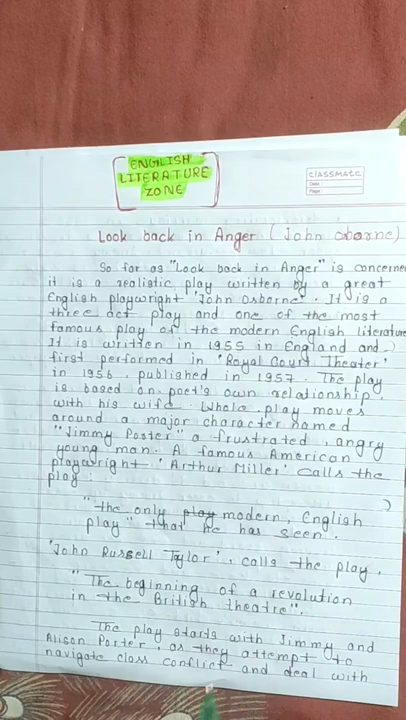 ENGLISH
LITERATURE
ZONE
classmate
Date :
Page :
Look back in Anger (John oborne)
So far as "Look back in Anger" is concerne
it is a realistic play written by a great
English playwright 'John Osborne'. It is a
three act play and one of the most
famous play of the modern English literature
It is written in 1955 in England and
first performed in 'Royal Court Theater'
in 1956. published in 1957. The play
is based on poet's own relationship
with his wife. Whole play moves
around a major character named
"Jimmy Poster" a frustrated, angry
young man. A famous American
playwright 'Arthur Miller' calls the
play :
"the only play modern, English
play" that he has seen.
'John Russell Taylor', calls the play,
"The beginning of a revolution
in the British theatre".
The play starts with Jimmy and
Alison Porter, as they attempt to
navigate class conflict and deal with